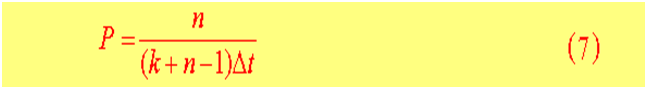 P = n / (k + n − 1)Δt (7)